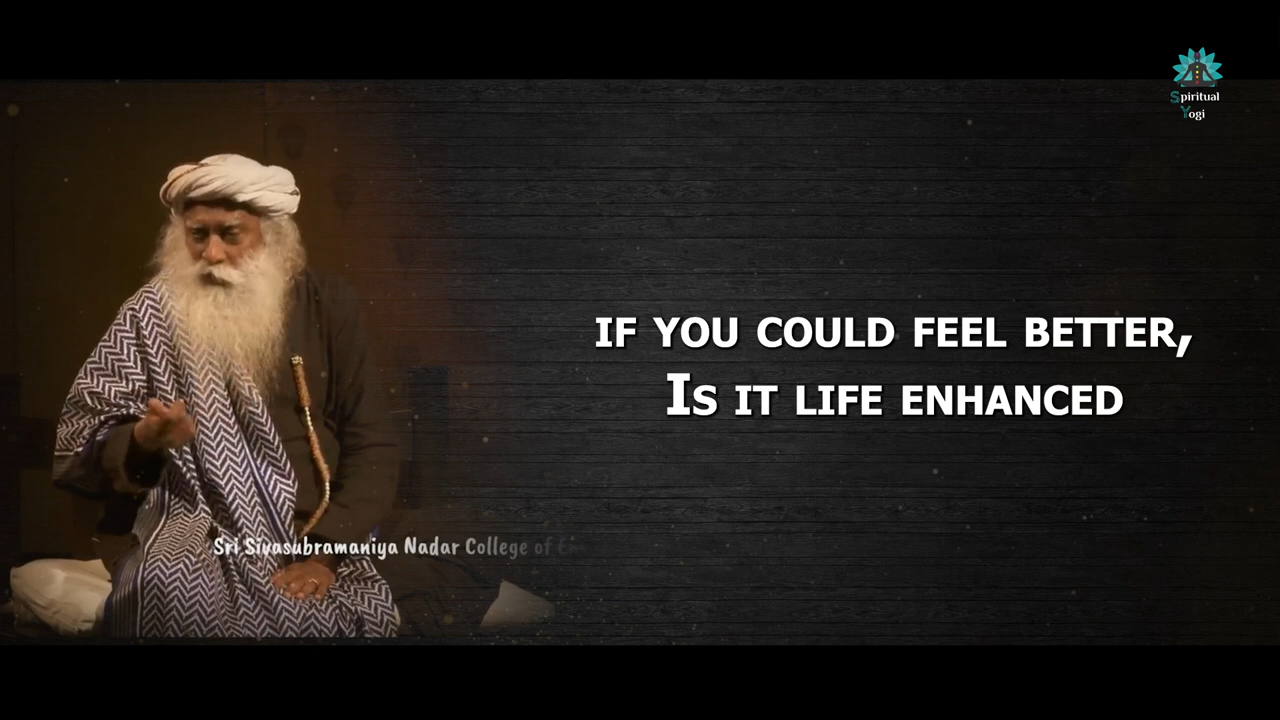 Spiritual
Yogi
IF YOU COULD FEEL BETTER,
IS IT LIFE ENHANCED
Sri Sivasubramaniya Nadar College of